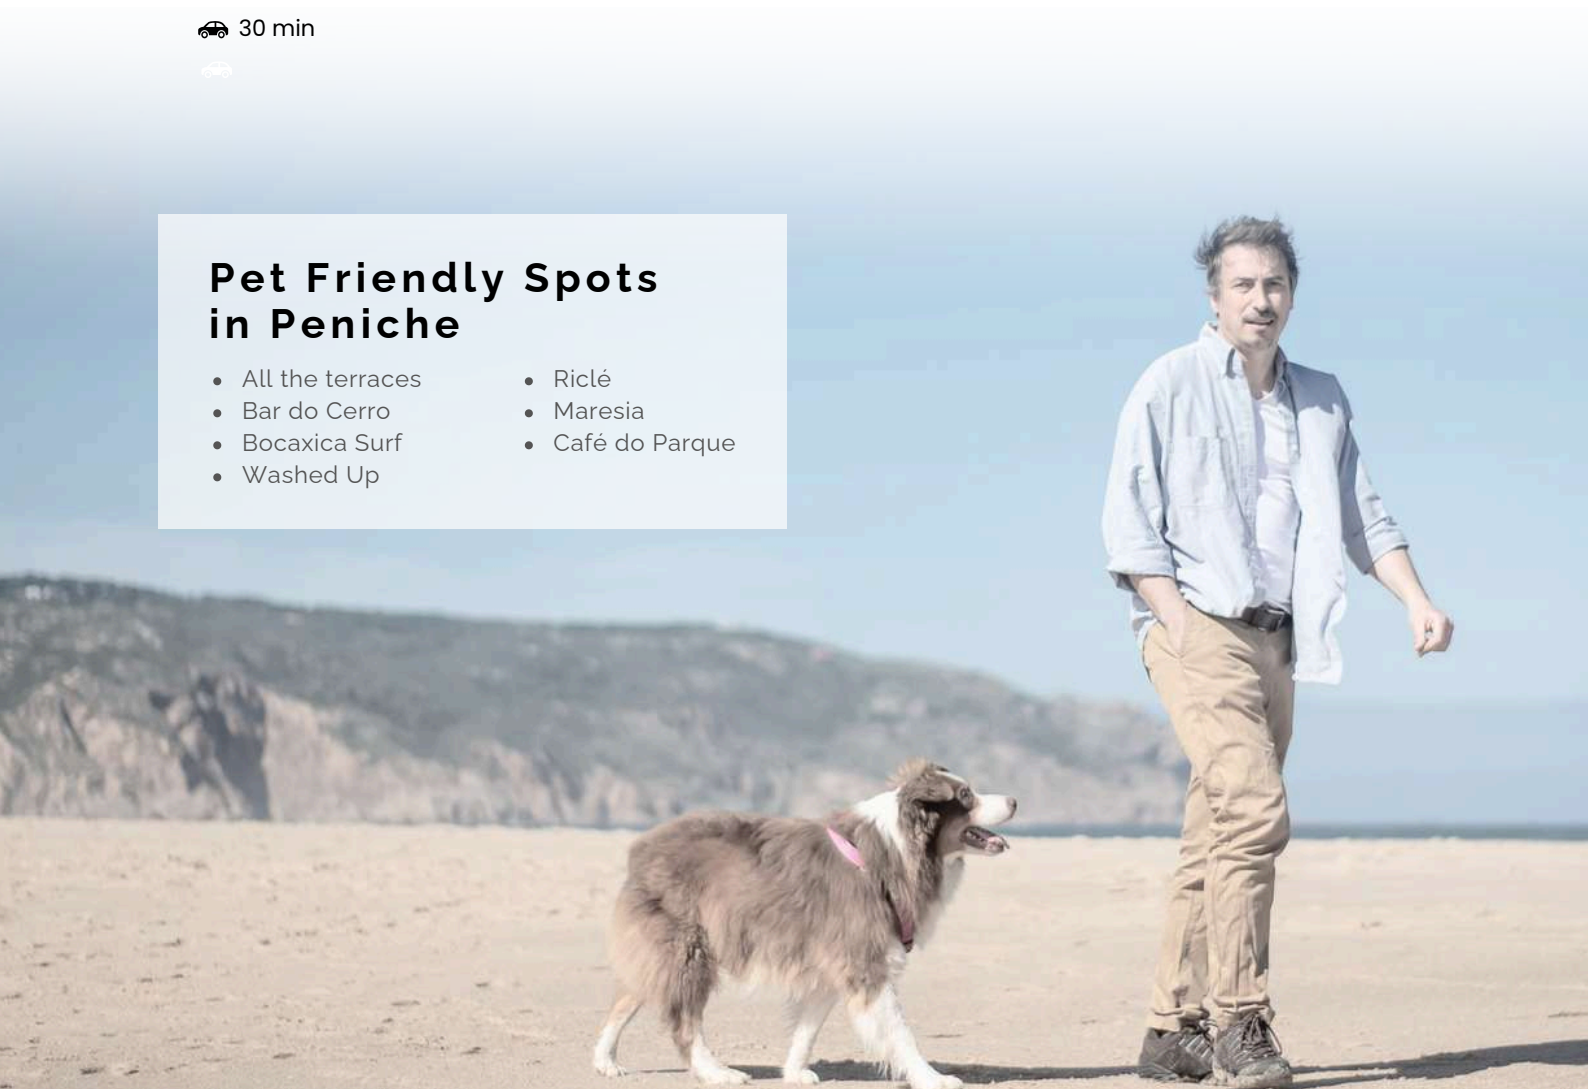 30 min
Pet Friendly Spots
in Peniche
• All the terraces
• Bar do Cerro
• Bocaxica Surf
• Washed Up
• Riclé
• Maresia
• Café do Parque